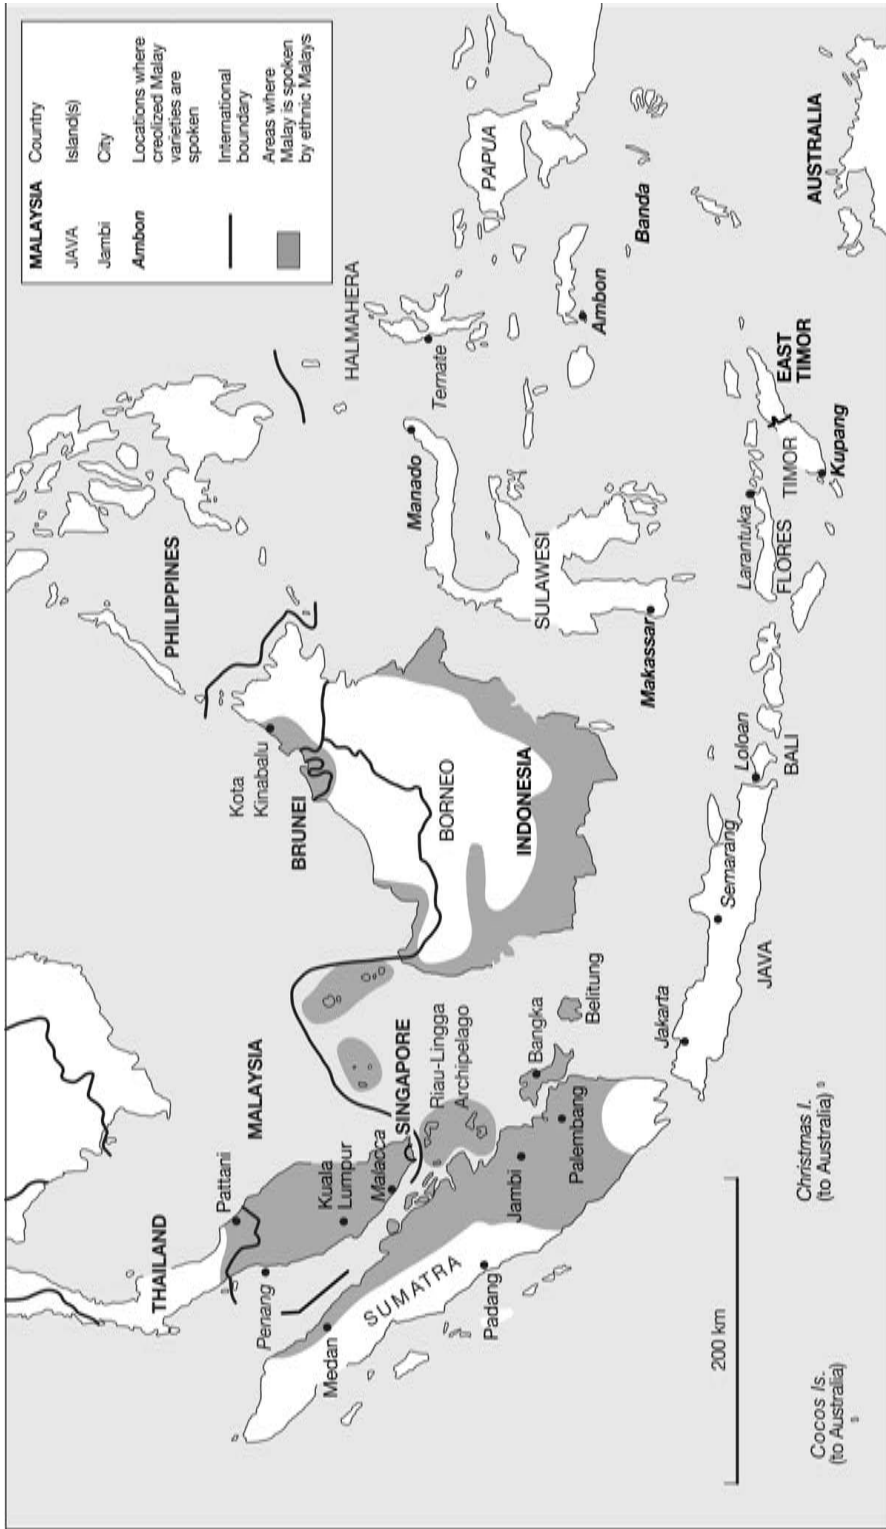 MALAYSIA Country
JAVA Island(s)
Jambi City
Ambon Locations where
creolized Malay
varieties are
spoken
International
boundary
Areas where
Malay is spoken
by ethnic Malays
THAILAND
Pattani
MALAYSIA
Penang
Kuala
Lumpur
Malacca
SINGAPORE
Riau-Lingga
Archipelago
Medan
SUMATRA
Padang
Jambi
Palembang
Bangka
Belitung
Kota
Kinabalu
BRUNEI
BORNEO
INDONESIA
PHILIPPINES
HALMAHERA
Ternate
Manado
SULAWESI
Makassar
PAPUA
Ambon
Banda
Jakarta
Semarang
JAVA
Loloan
BALI
Larantuka
FLORES
TIMOR
Kupang
EAST
TIMOR
AUSTRALIA
200 km
Cocos Is.
(to Australia)
Christmas I.
(to Australia)